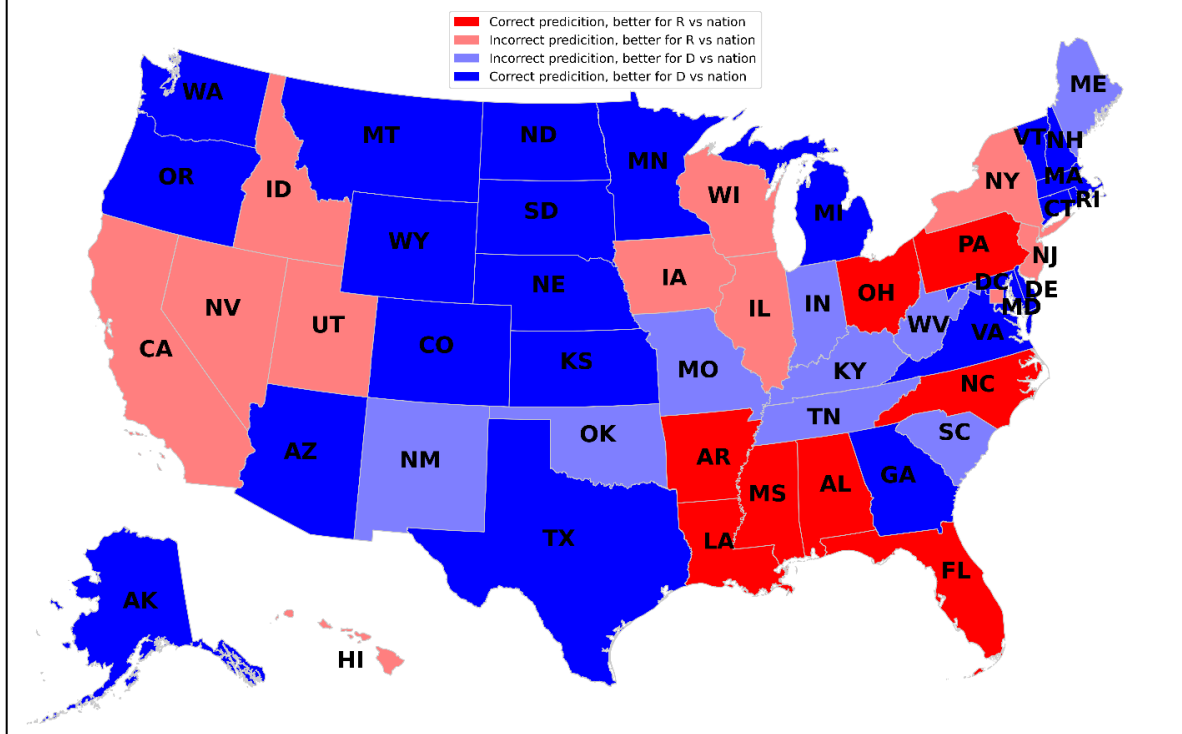 Correct predicition, better for R vs nation
Incorrect predicition, better for R vs nation
Incorrect predicition, better for D vs nation
Correct predicition, better for D vs nation
ME
WA
MT
ND
VT
NH
MN
OR
MA
ID
WI
NY
RI
SD
CT
MI
WY
PA
NJ
IA
NE
DC
OH
DE
NV
IN
MD
IL
UT
WV
VA
CO
CA
KS
MO
KY
NC
TN
OK
SC
AZ
AR
NM
GA
AL
MS
TX
LA
FL
AK
HI